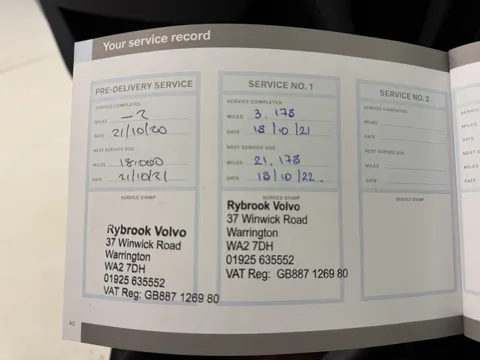 Your service record
PRE-DELIVERY SERVICE
SERVICE COMPLETED
MILES —2
DATE 21/10/20
NEXT SERVICE DUE
MILES 18.000
DATE 21/10/21
SERVICE STAMP
Rybrook Volvo
37 Winwick Road
Warrington
WA2 7DH
01925 635552
VAT Reg: GB887 1269 80
SERVICE NO. 1
SERVICE COMPLETED
MILES 3,178
DATE 18/10/21
NEXT SERVICE DUE
MILES 21,178
DATE 18/10/22.
SERVICE STAMP
Rybrook Volvo
37 Winwick Road
Warrington
WA2 7DH
01925 635552
VAT Reg: GB887 1269 80
SERVICE NO. 2
SERVICE COMPLETED
MILES
DATE
NEXT SERVICE DUE
MILES
DATE
SERVICE STAMP
40